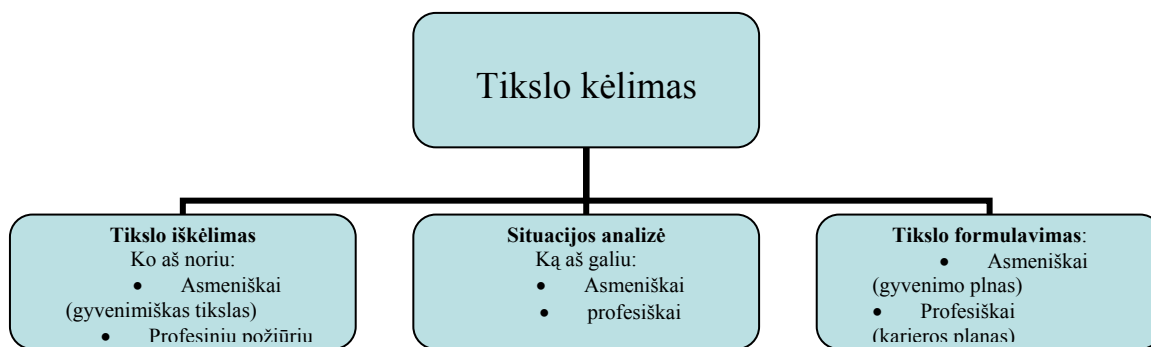 Tikslo kėlimas
Tikslo iškėlimas
Ko aš noriu:
• Asmeniškai
(gyvenimiškas tikslas)
• Profesiniu požiūriu
Situacijos analizė
Ką aš galiu:
• Asmeniškai
• profesiškai
Tikslo formulavimas:
• Asmeniškai
(gyvenimo plnas)
• Profesiškai
(karjeros planas)